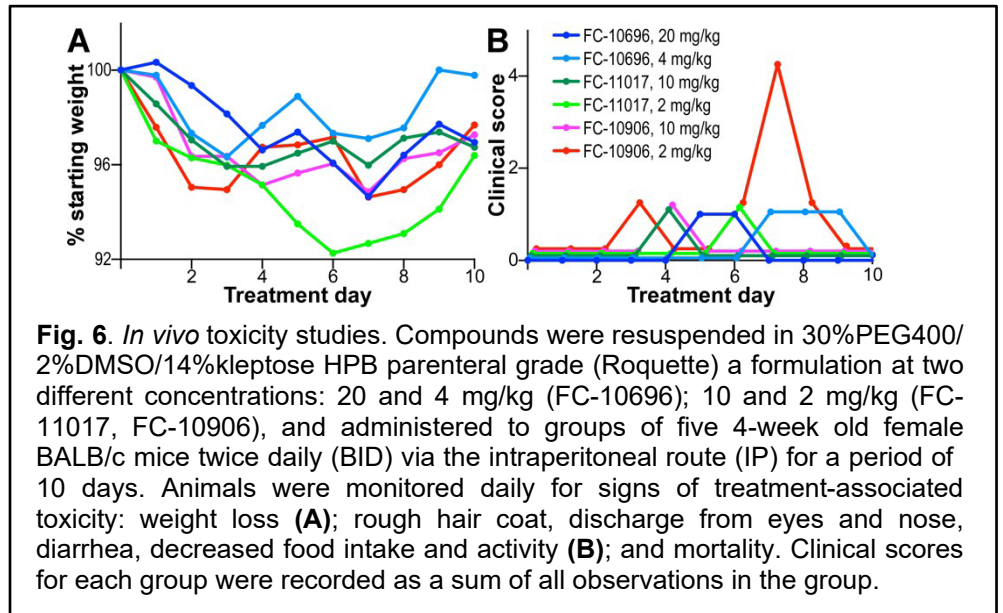 A
% starting weight
100
96
92
2
4
6
8
10
Treatment day
B
Clinical score
4
2
0
2
4
6
8
10
Treatment day
FC-10696, 20 mg/kg
FC-10696, 4 mg/kg
FC-11017, 10 mg/kg
FC-11017, 2 mg/kg
FC-10906, 10 mg/kg
FC-10906, 2 mg/kg
Fig. 6. In vivo toxicity studies. Compounds were resuspended in 30%PEG400/
2%DMSO/14%kleptose HPB parenteral grade (Roquette) a formulation at two
different concentrations: 20 and 4 mg/kg (FC-10696); 10 and 2 mg/kg (FC-
11017, FC-10906), and administered to groups of five 4-week old female
BALB/c mice twice daily (BID) via the intraperitoneal route (IP) for a period of
10 days. Animals were monitored daily for signs of treatment-associated
toxicity: weight loss (A); rough hair coat, discharge from eyes and nose,
diarrhea, decreased food intake and activity (B); and mortality. Clinical scores
for each group were recorded as a sum of all observations in the group.